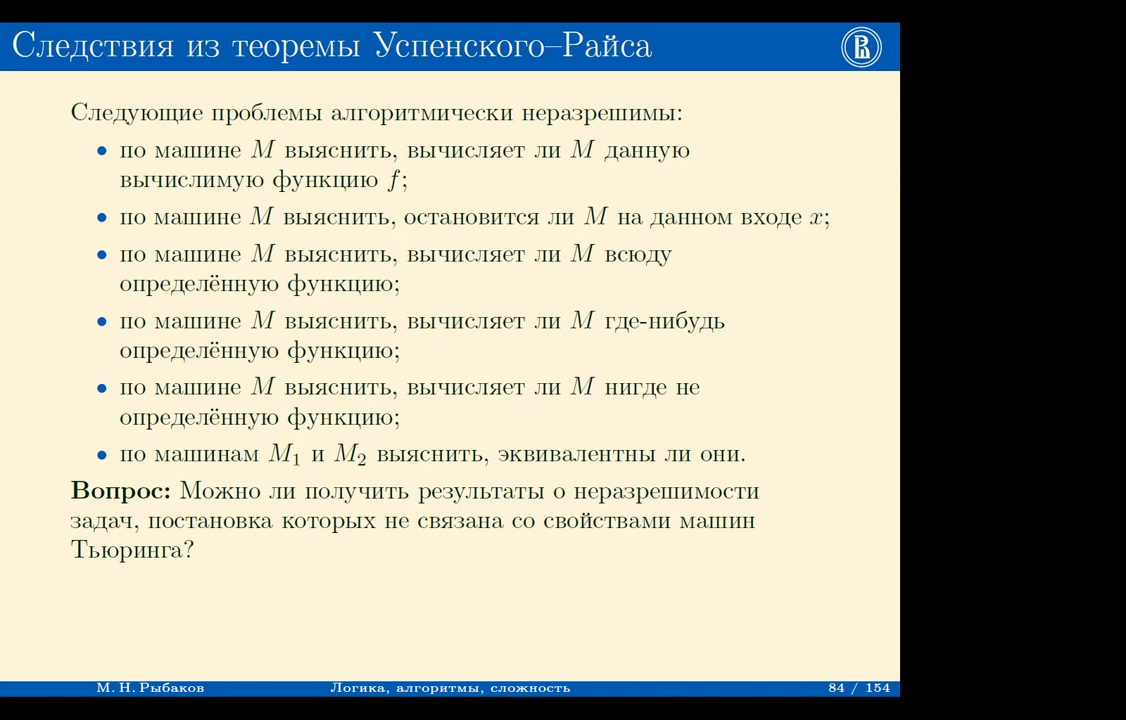 Следствия из теоремы Успенского–Райса
Следующие проблемы алгоритмически неразрешимы:
• по машине M выяснить, вычисляет ли M данную
вычислимую функцию f;
• по машине M выяснить, остановится ли M на данном входе x;
• по машине M выяснить, вычисляет ли M всюду
определённую функцию;
• по машине M выяснить, вычисляет ли M где-нибудь
определённую функцию;
• по машине M выяснить, вычисляет ли M нигде не
определённую функцию;
• по машинам M₁ и M₂ выяснить, эквивалентны ли они.
Вопрос: Можно ли получить результаты о неразрешимости
задач, постановка которых не связана со свойствами машин
Тьюринга?
М. Н. Рыбаков Логика, алгоритмы, сложность 84 / 154